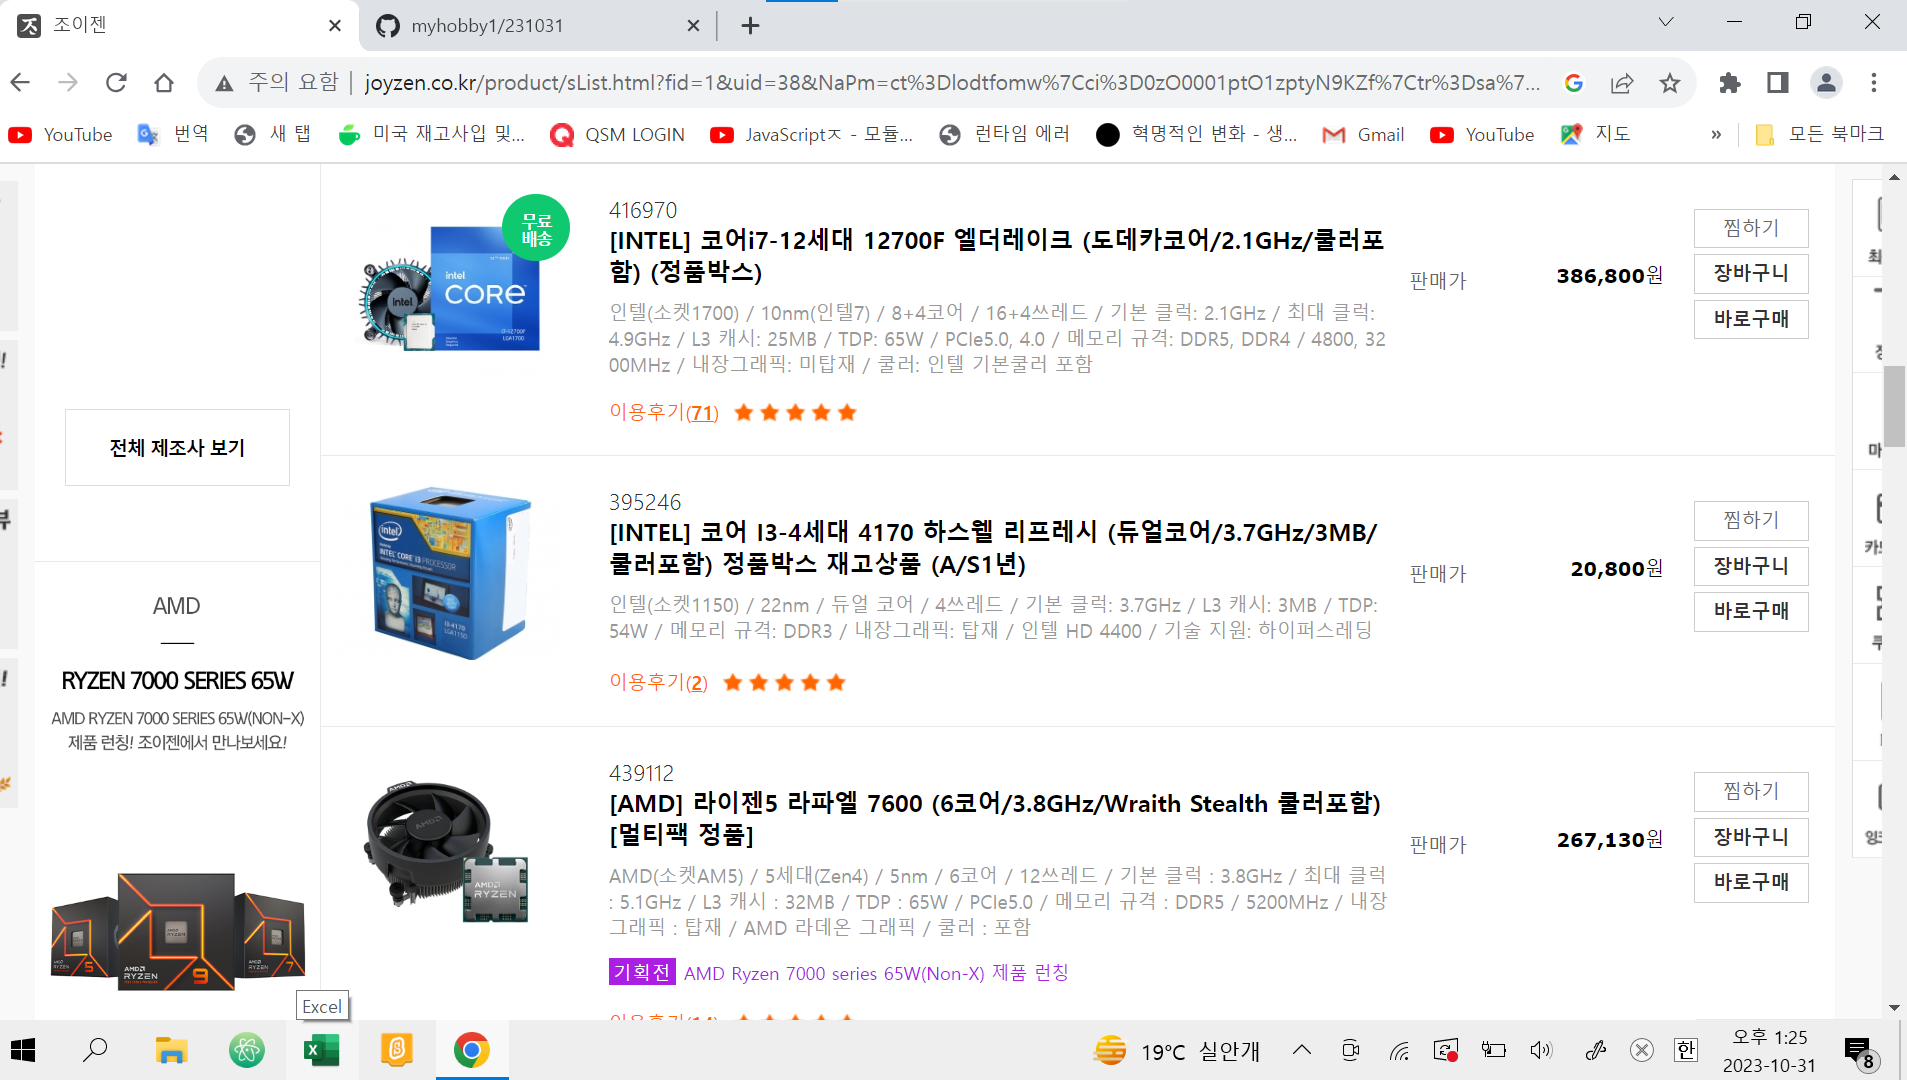 조이젠
myhobby1/231031
주의 요함
joyzen.co.kr/product/sList.html?fid=1&uid=38&NaPm=ct%3Dlodtfomw%7Cci%3D0zO0001ptO1zptyN9KZf%7Ctr%3Dsa%7...
YouTube
번역
새 탭
미국 재고사입 및...
QSM LOGIN
JavaScriptㅈ - 모듈...
런타임 에러
혁명적인 변화 - 생...
Gmail
YouTube
지도
»
모든 북마크
전체 제조사 보기
AMD
RYZEN 7000 SERIES 65W
AMD RYZEN 7000 SERIES 65W(NON-X)
제품 런칭! 조이젠에서 만나보세요!
AMD
RYZEN
5
9
7
Excel
무료
배송
intel
CORE
intel
i7-12700F
LGA1700
416970
[INTEL] 코어i7-12세대 12700F 엘더레이크 (도데카코어/2.1GHz/쿨러포
함) (정품박스)
인텔(소켓1700) / 10nm(인텔7) / 8+4코어 / 16+4쓰레드 / 기본 클럭: 2.1GHz / 최대 클럭:
4.9GHz / L3 캐시: 25MB / TDP: 65W / PCIe5.0, 4.0 / 메모리 규격: DDR5, DDR4 / 4800, 32
00MHz / 내장그래픽: 미탑재 / 쿨러: 인텔 기본쿨러 포함
이용후기(71)
판매가
386,800원
찜하기
장바구니
바로구매
intel
INTEL® CORE™ i3 PROCESSOR
i3-4170
LGA1150
395246
[INTEL] 코어 I3-4세대 4170 하스웰 리프레시 (듀얼코어/3.7GHz/3MB/
쿨러포함) 정품박스 재고상품 (A/S1년)
인텔(소켓1150) / 22nm / 듀얼 코어 / 4쓰레드 / 기본 클럭: 3.7GHz / L3 캐시: 3MB / TDP:
54W / 메모리 규격: DDR3 / 내장그래픽: 탑재 / 인텔 HD 4400 / 기술 지원: 하이퍼스레딩
이용후기(2)
판매가
20,800원
찜하기
장바구니
바로구매
AMD
AMD
RYZEN
439112
[AMD] 라이젠5 라파엘 7600 (6코어/3.8GHz/Wraith Stealth 쿨러포함)
[멀티팩 정품]
AMD(소켓AM5) / 5세대(Zen4) / 5nm / 6코어 / 12쓰레드 / 기본 클럭 : 3.8GHz / 최대 클럭
: 5.1GHz / L3 캐시 : 32MB / TDP : 65W / PCIe5.0 / 메모리 규격 : DDR5 / 5200MHz / 내장
그래픽 : 탑재 / AMD 라데온 그래픽 / 쿨러 : 포함
기획전 AMD Ryzen 7000 series 65W(Non-X) 제품 런칭
판매가
267,130원
찜하기
장바구니
바로구매
19°C 실안개
한
오후 1:25
2023-10-31
8